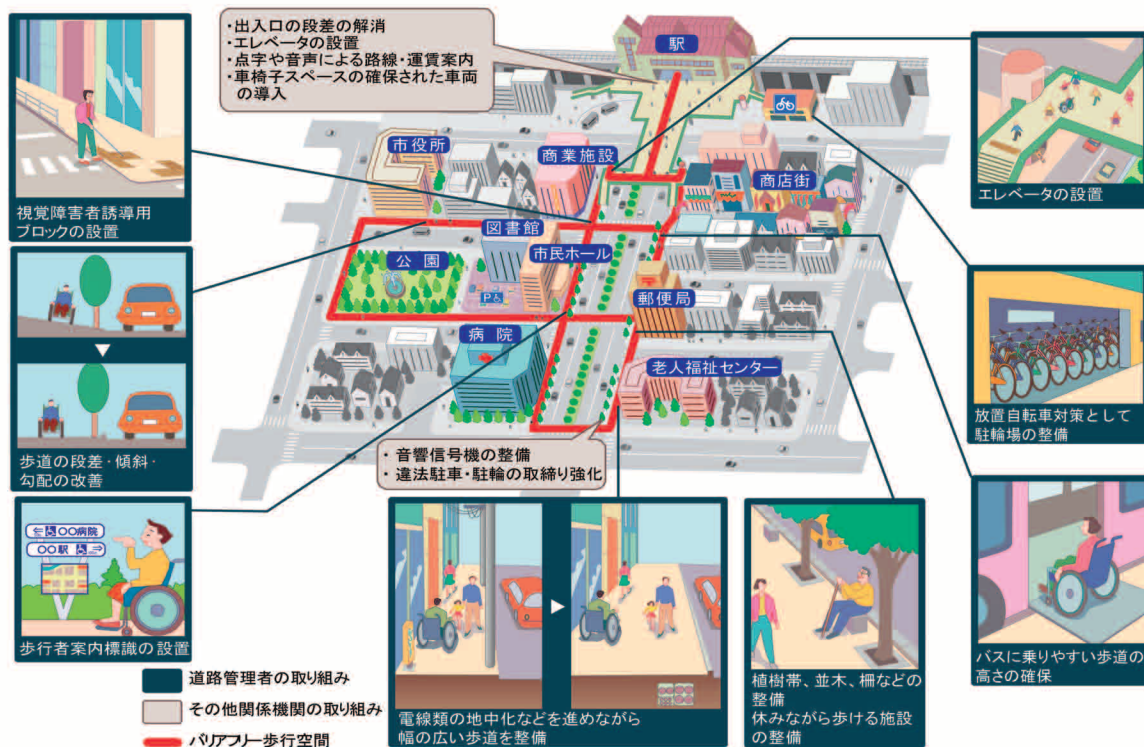 ・出入口の段差の解消
・エレベータの設置
・点字や音声による路線・運賃案内
・車椅子スペースの確保された車両
の導入
駅
市役所
商業施設
商店街
図書館
市民ホール
公園
P
郵便局
病院
老人福祉センター
・音響信号機の整備
・違法駐車・駐輪の取締り強化
視覚障害者誘導用
ブロックの設置
歩道の段差・傾斜・
勾配の改善
⇐ 〇〇病院
〇〇駅 ⇒
歩行者案内標識の設置
エレベータの設置
放置自転車対策として
駐輪場の整備
バスに乗りやすい歩道の
高さの確保
電線類の地中化などを進めながら
幅の広い歩道を整備
植樹帯、並木、柵などの
整備
休みながら歩ける施設
の整備
道路管理者の取り組み
その他関係機関の取り組み
バリアフリー歩行空間